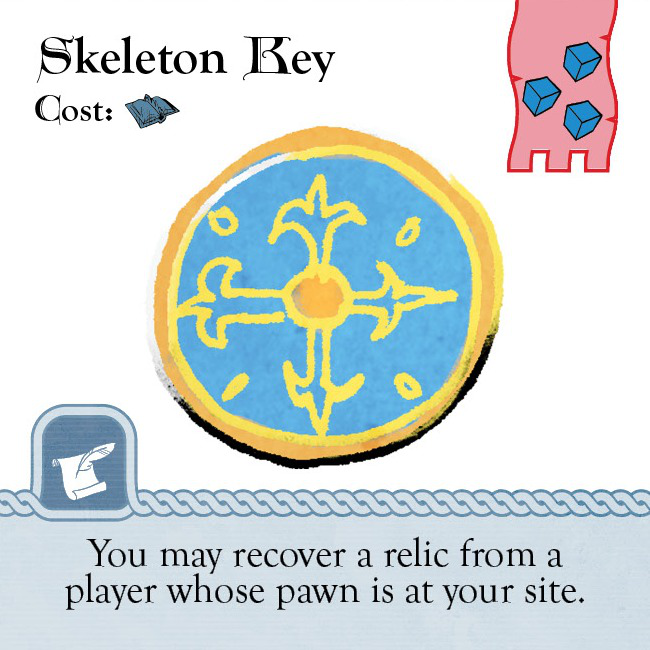 Skeleton Key
Cost:
You may recover a relic from a
player whose pawn is at your site.